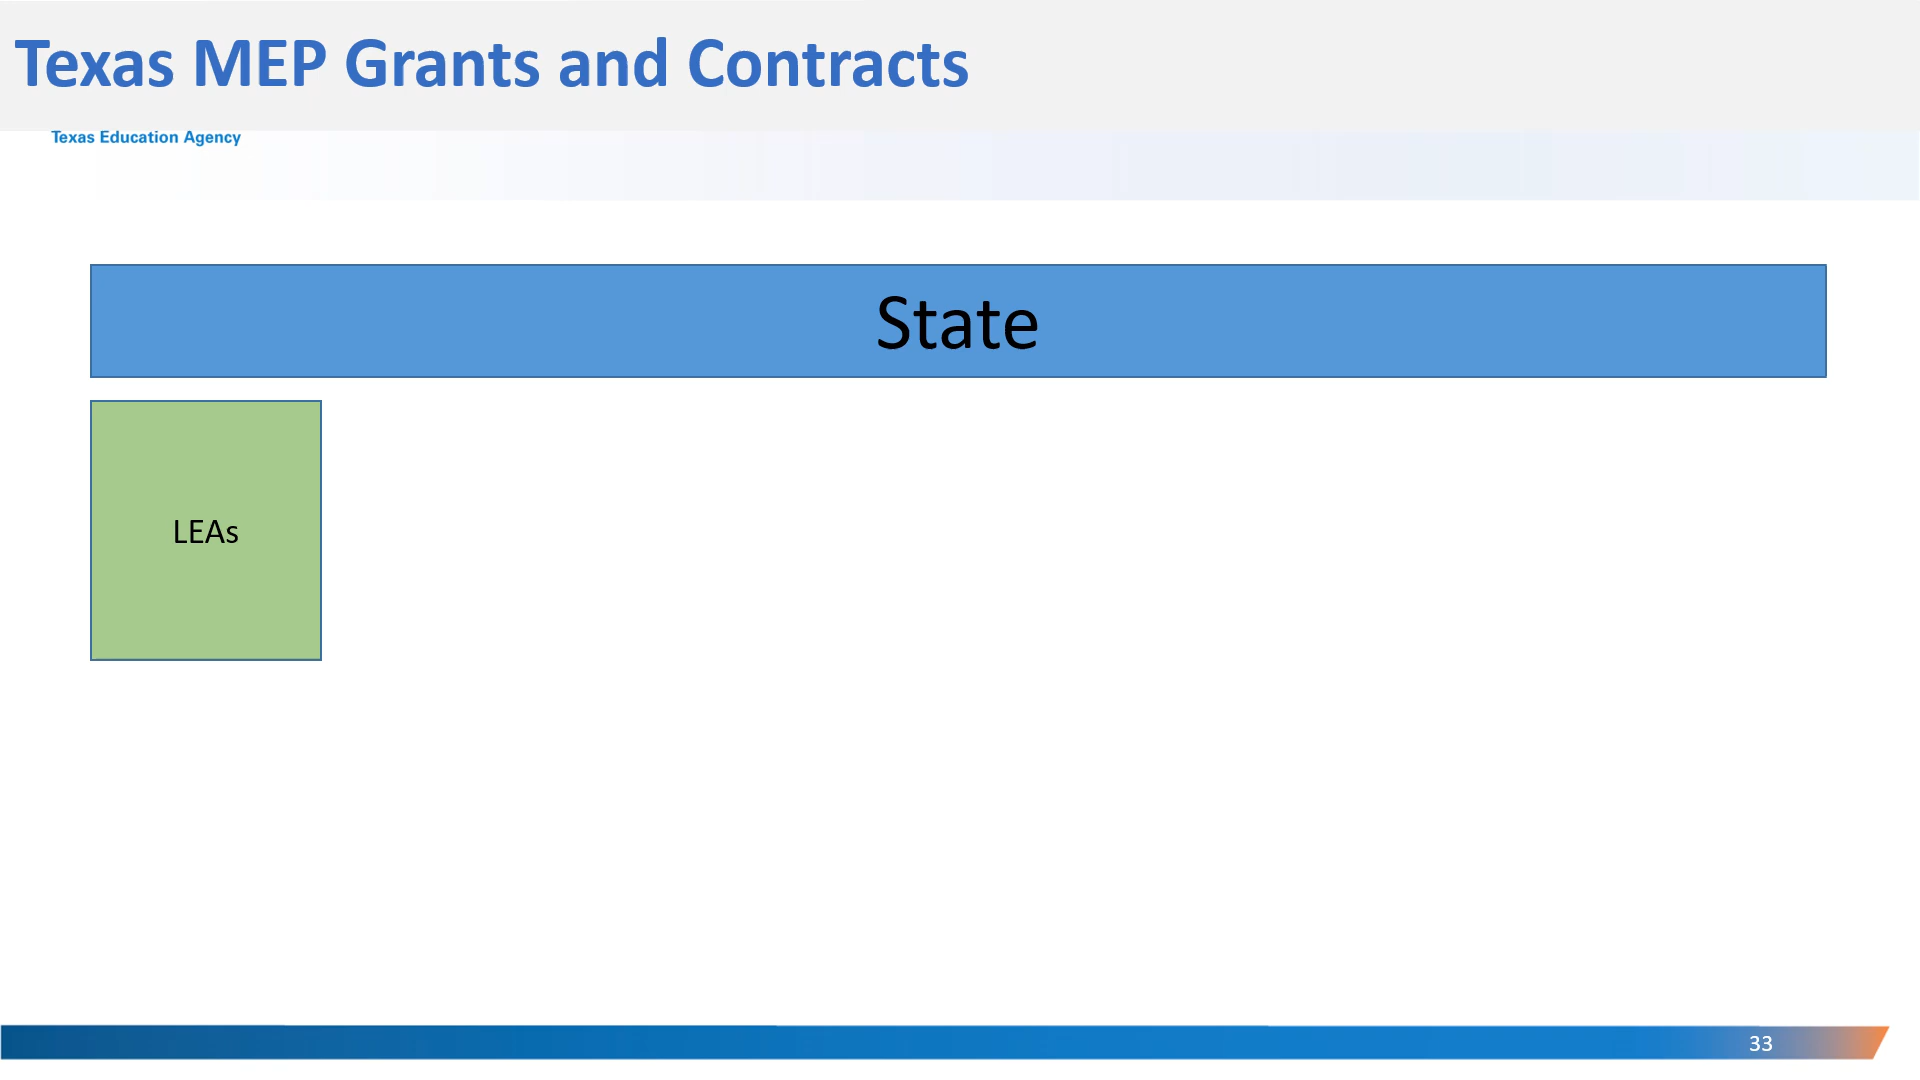 Texas MEP Grants and Contracts
Texas Education Agency
State
LEAs
33